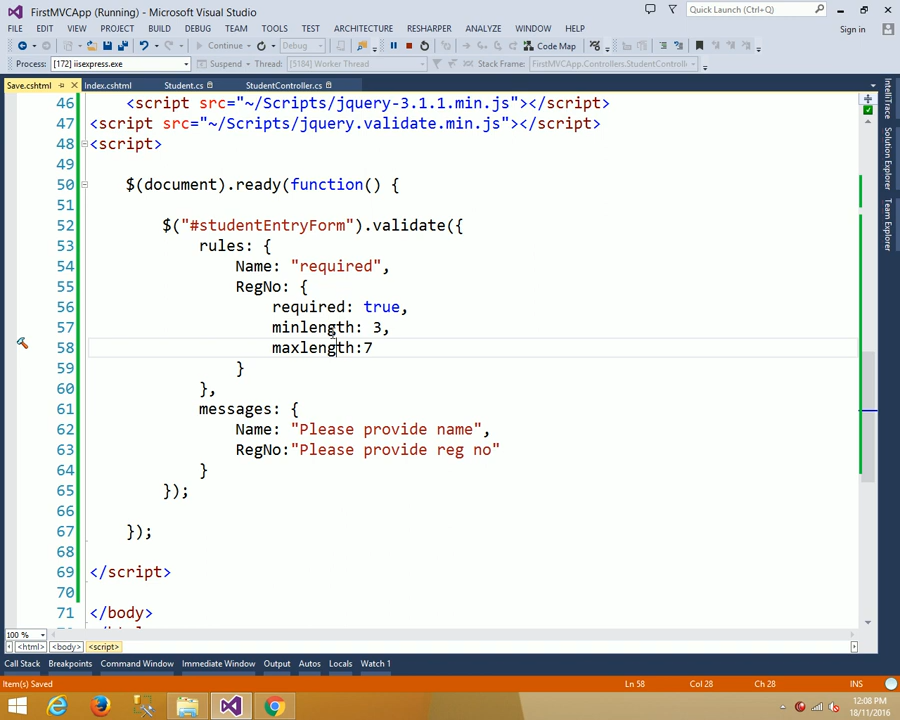 FirstMVCApp (Running) - Microsoft Visual Studio
Quick Launch (Ctrl+Q)
FILE EDIT VIEW PROJECT BUILD DEBUG TEAM TOOLS TEST ARCHITECTURE RESHARPER ANALYZE WINDOW HELP
Sign in
Continue Debug Code Map
Process: [172] iisexpress.exe Suspend Thread: [5184] Worker Thread Stack Frame: FirstMVCApp.Controllers.StudentControl
Save.cshtml Index.cshtml Student.cs StudentController.cs
46 <script src="~/Scripts/jquery-3.1.1.min.js"></script>
47 <script src="~/Scripts/jquery.validate.min.js"></script>
48 <script>
49
50 $(document).ready(function() {
51
52 $("#studentEntryForm").validate({
53 rules: {
54 Name: "required",
55 RegNo: {
56 required: true,
57 minlength: 3,
58 maxlength:7
59 }
60 },
61 messages: {
62 Name: "Please provide name",
63 RegNo:"Please provide reg no"
64 }
65 });
66
67 });
68
69 </script>
70
71 </body>
IntelliTrace
Solution Explorer
Team Explorer
100 %
<html> <body> <script>
Call Stack Breakpoints Command Window Immediate Window Output Autos Locals Watch 1
Item(s) Saved Ln 58 Col 28 Ch 28 INS
12:08 PM
18/11/2016